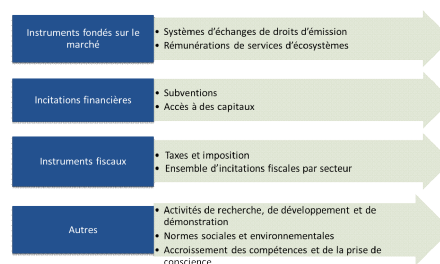 Instruments fondés sur le
marché
• Systèmes d'échanges de droits d'émission
• Rémunérations de services d'écosystèmes
Incitations financières
• Subventions
• Accès à des capitaux
Instruments fiscaux
• Taxes et imposition
• Ensemble d'incitations fiscales par secteur
Autres
• Activités de recherche, de développement et de
démonstration
• Normes sociales et environnementales
• Accroissement des compétences et de la prise de
conscience